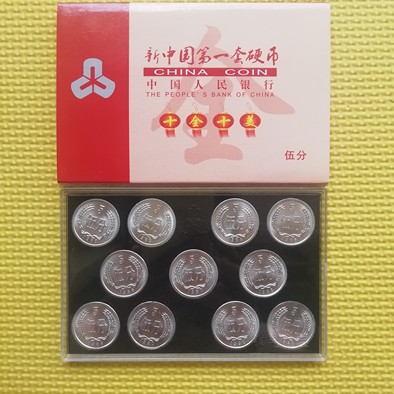 新中国第一套硬币
CHINA COIN
中国人民银行
THE PEOPLE'S BANK OF CHINA
十全十美
伍分